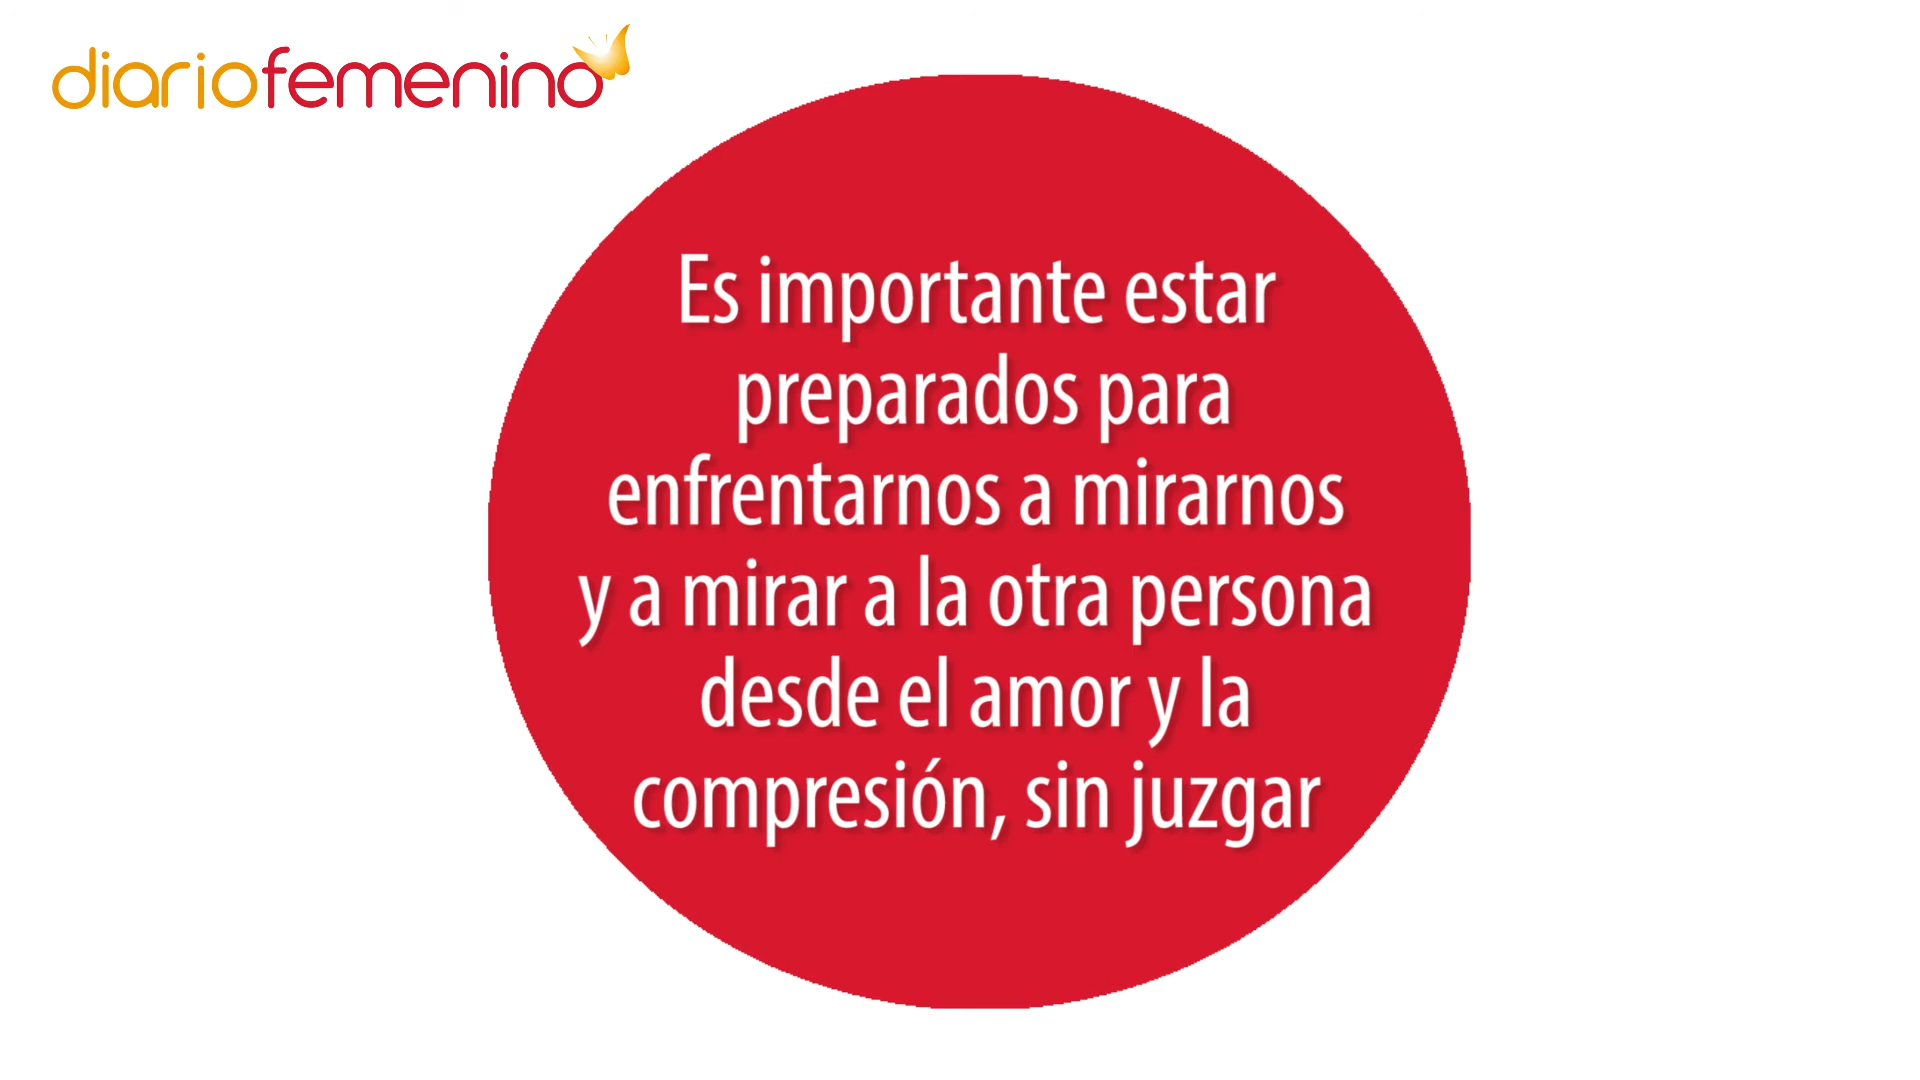 diariofemenino
Es importante estar
preparados para
enfrentarnos a mirarnos
y a mirar a la otra persona
desde el amor y la
compresión, sin juzgar